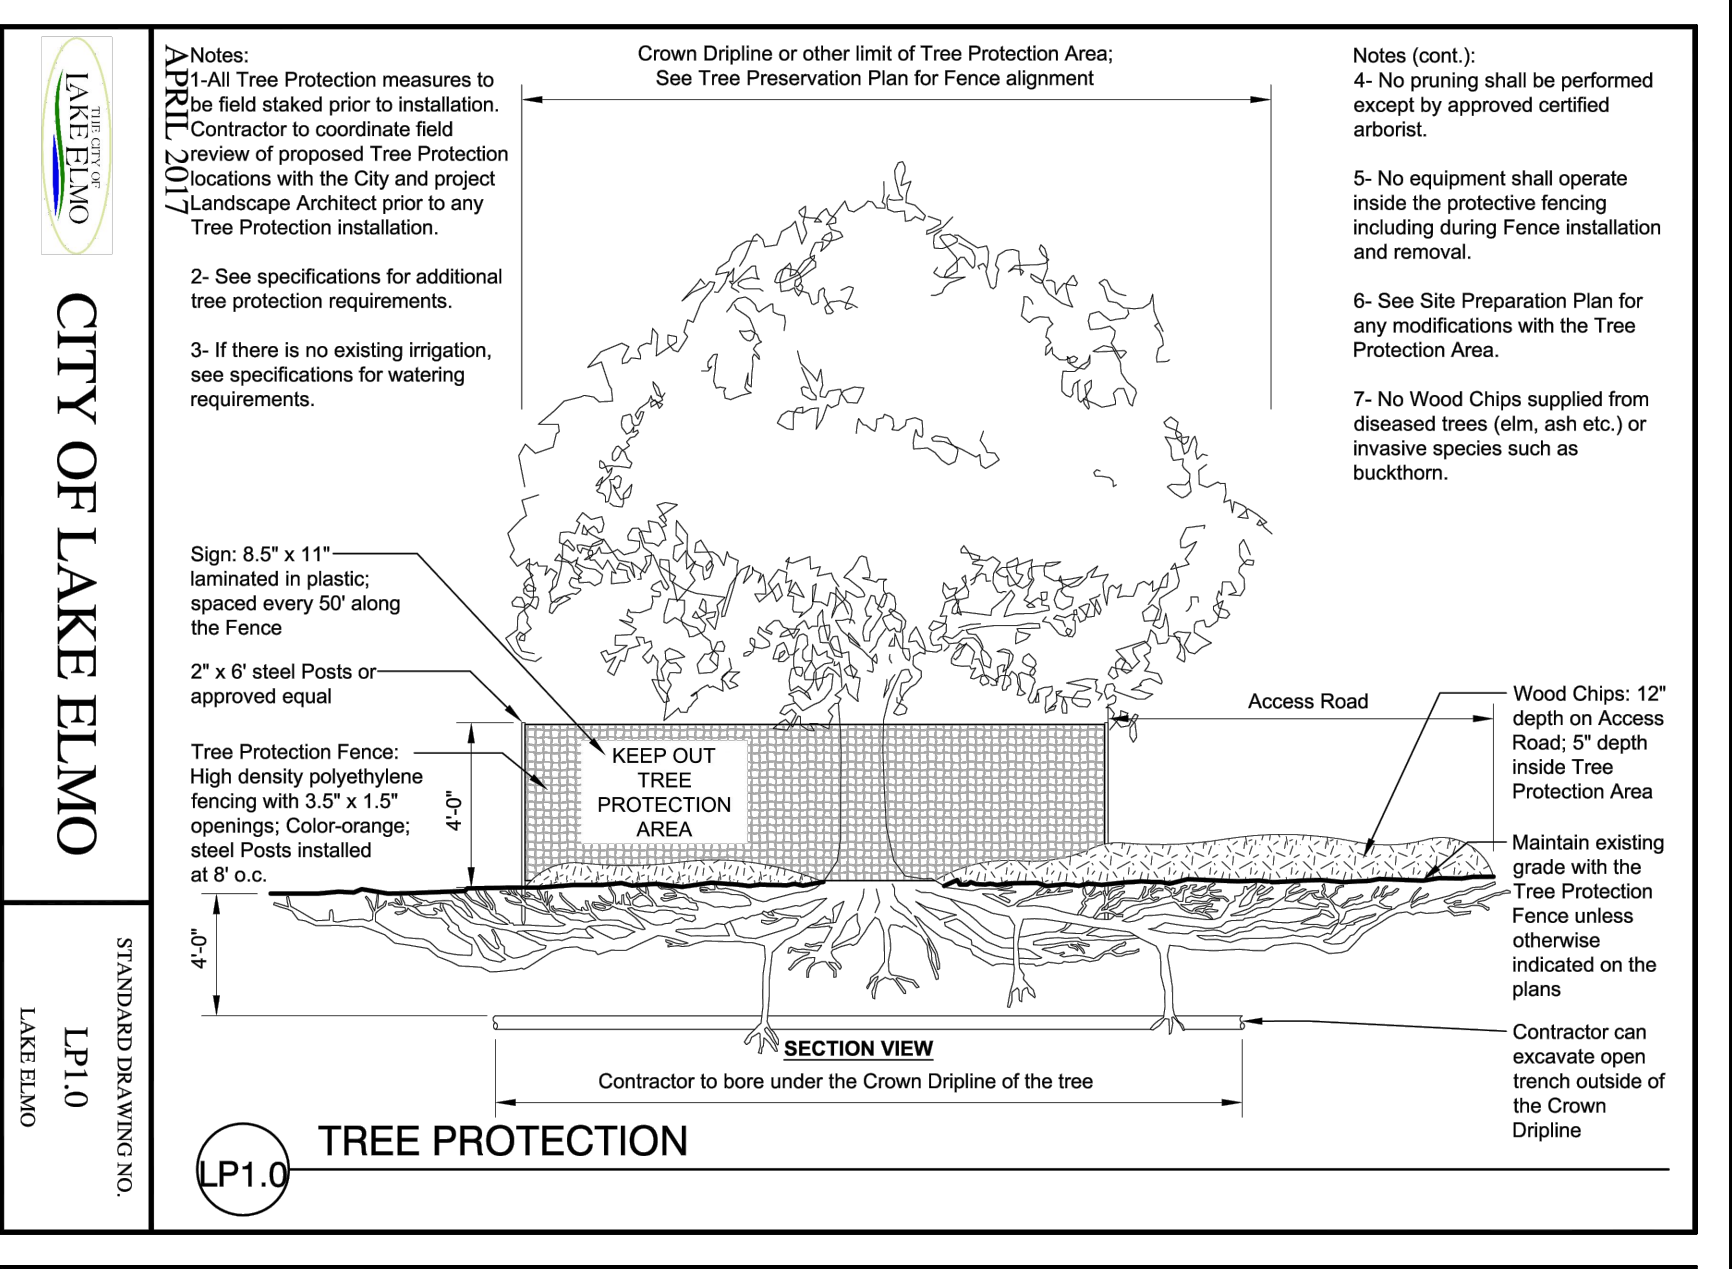 THE CITY OF
LAKE ELMO
CITY OF LAKE ELMO
STANDARD DRAWING NO.
LP1.0
LAKE ELMO
APRIL 2017
Notes:
1-All Tree Protection measures to
be field staked prior to installation.
Contractor to coordinate field
review of proposed Tree Protection
locations with the City and project
Landscape Architect prior to any
Tree Protection installation.
2- See specifications for additional
tree protection requirements.
3- If there is no existing irrigation,
see specifications for watering
requirements.
Crown Dripline or other limit of Tree Protection Area;
See Tree Preservation Plan for Fence alignment
Notes (cont.):
4- No pruning shall be performed
except by approved certified
arborist.
5- No equipment shall operate
inside the protective fencing
including during Fence installation
and removal.
6- See Site Preparation Plan for
any modifications with the Tree
Protection Area.
7- No Wood Chips supplied from
diseased trees (elm, ash etc.) or
invasive species such as
buckthorn.
Sign: 8.5" x 11"
laminated in plastic;
spaced every 50' along
the Fence
2" x 6' steel Posts or
approved equal
Tree Protection Fence:
High density polyethylene
fencing with 3.5" x 1.5"
openings; Color-orange;
steel Posts installed
at 8' o.c.
4'-0"
KEEP OUT
TREE
PROTECTION
AREA
Access Road
Wood Chips: 12"
depth on Access
Road; 5" depth
inside Tree
Protection Area
Maintain existing
grade with the
Tree Protection
Fence unless
otherwise
indicated on the
plans
4'-0"
Contractor can
excavate open
trench outside of
the Crown
Dripline
SECTION VIEW
Contractor to bore under the Crown Dripline of the tree
LP1.0
TREE PROTECTION